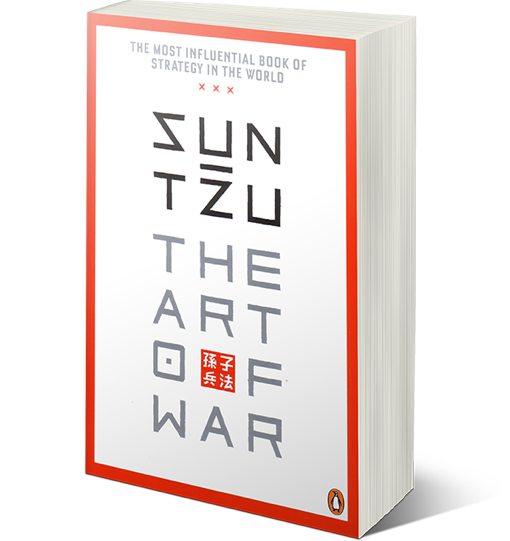 THE MOST INFLUENTIAL BOOK OF
STRATEGY IN THE WORLD
× × ×
SUN
TZU
THE
ART
OF
孫子
兵法
WAR